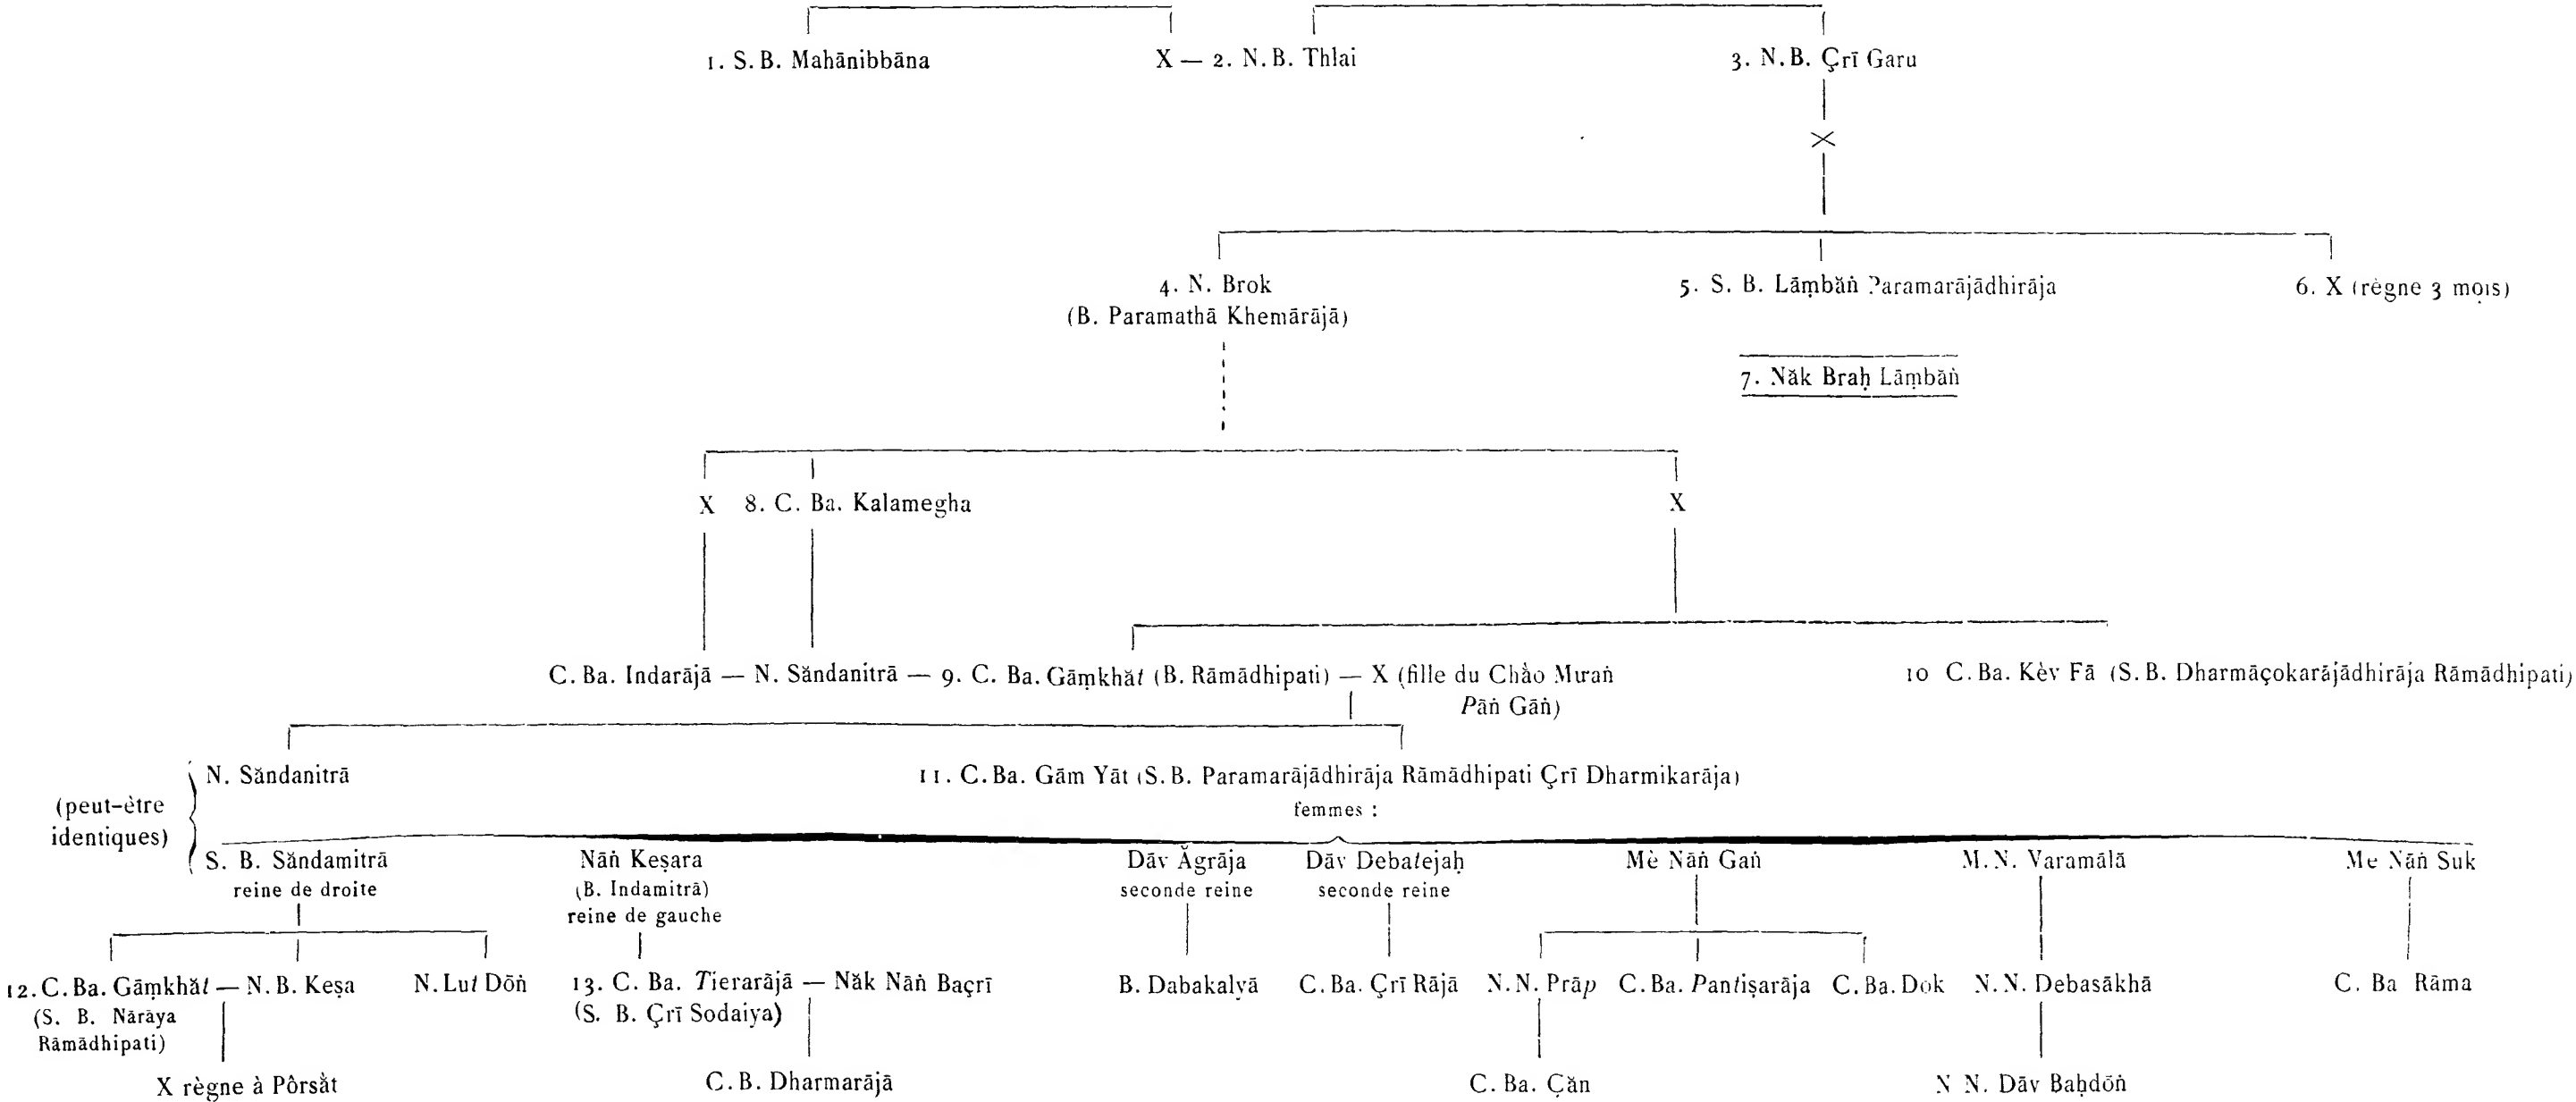 1. S. B. Mahānibbāna
X — 2. N. B. Thlai
3. N. B. Çrī Garu
X
4. N. Brok
(B. Paramathā Khemārājā)
5. S. B. Lāṃbăṅ Paramarājādhirāja
6. X (règne 3 mois)
7. Năk Braḥ Lāṃbăṅ
X
8. C. Ba. Kalamegha
X
C. Ba. Indarājā — N. Săndanitrā — 9. C. Ba. Gāṃkhăt (B. Rāmādhipati) — X (fille du Chằo Mưaṅ
Pāṅ Gāṅ)
10 C. Ba. Kèv Fā (S. B. Dharmāçokarājādhirāja Rāmādhipati)
(peut-être
identiques)
N. Săndanitrā
11. C. Ba. Gām Yāt (S. B. Paramarājādhirāja Rāmādhipati Çrī Dharmikarāja)
femmes :
S. B. Săndamitrā
reine de droite
Nāṅ Keṣara
(B. Indamitrā)
reine de gauche
Dāv Ăgrāja
seconde reine
Dāv Debatejaḥ
seconde reine
Mè Nāṅ Gaṅ
M. N. Varamālā
Me Nāṅ Suk
12. C. Ba. Gāṃkhăt — N. B. Keṣa
(S. B. Nārāya
Rāmādhipati)
N. Lut Dōṅ
13. C. Ba. Tierarājā — Năk Nāṅ Baçrī
(S. B. Çrī Sodaiya)
B. Dabakalyā
C. Ba. Çrī Rājā
N. N. Prāp
C. Ba. Pantiṣarāja
C. Ba. Dok
N. N. Debasākhā
C. Ba Rāma
X règne à Pôrsằt
C. B. Dharmarājā
C. Ba. Çăn
N N. Dāv Baḥdōṅ